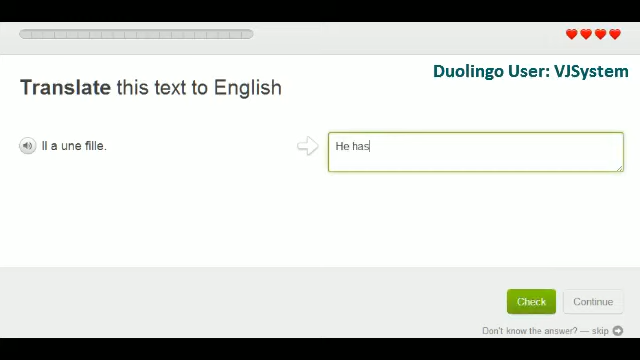 Duolingo User: VJSystem
Translate this text to English
Il a une fille.
He has
Check
Continue
Don't know the answer? — skip